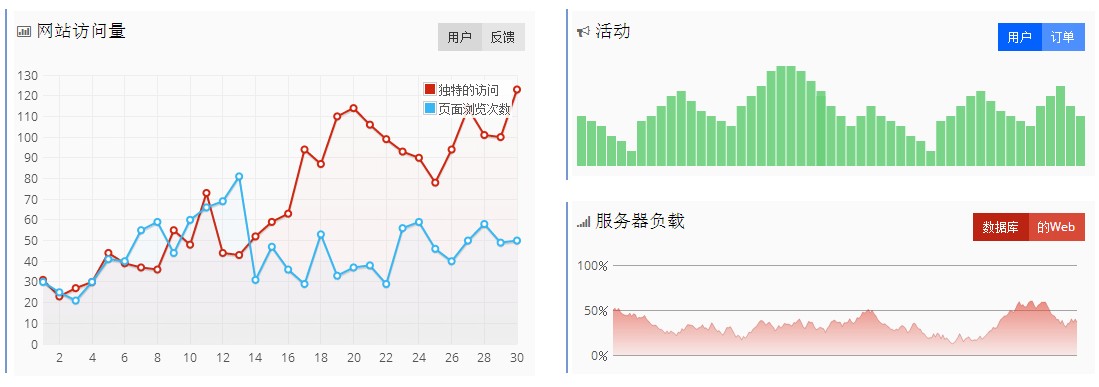 网站访问量
用户 反馈
130
120
110
100
90
80
70
60
50
40
30
20
10
0
独特的访问
页面浏览次数
2 4 6 8 10 12 14 16 18 20 22 24 26 28 30
活动
用户 订单
服务器负载
数据库 的Web
100%
50%
0%